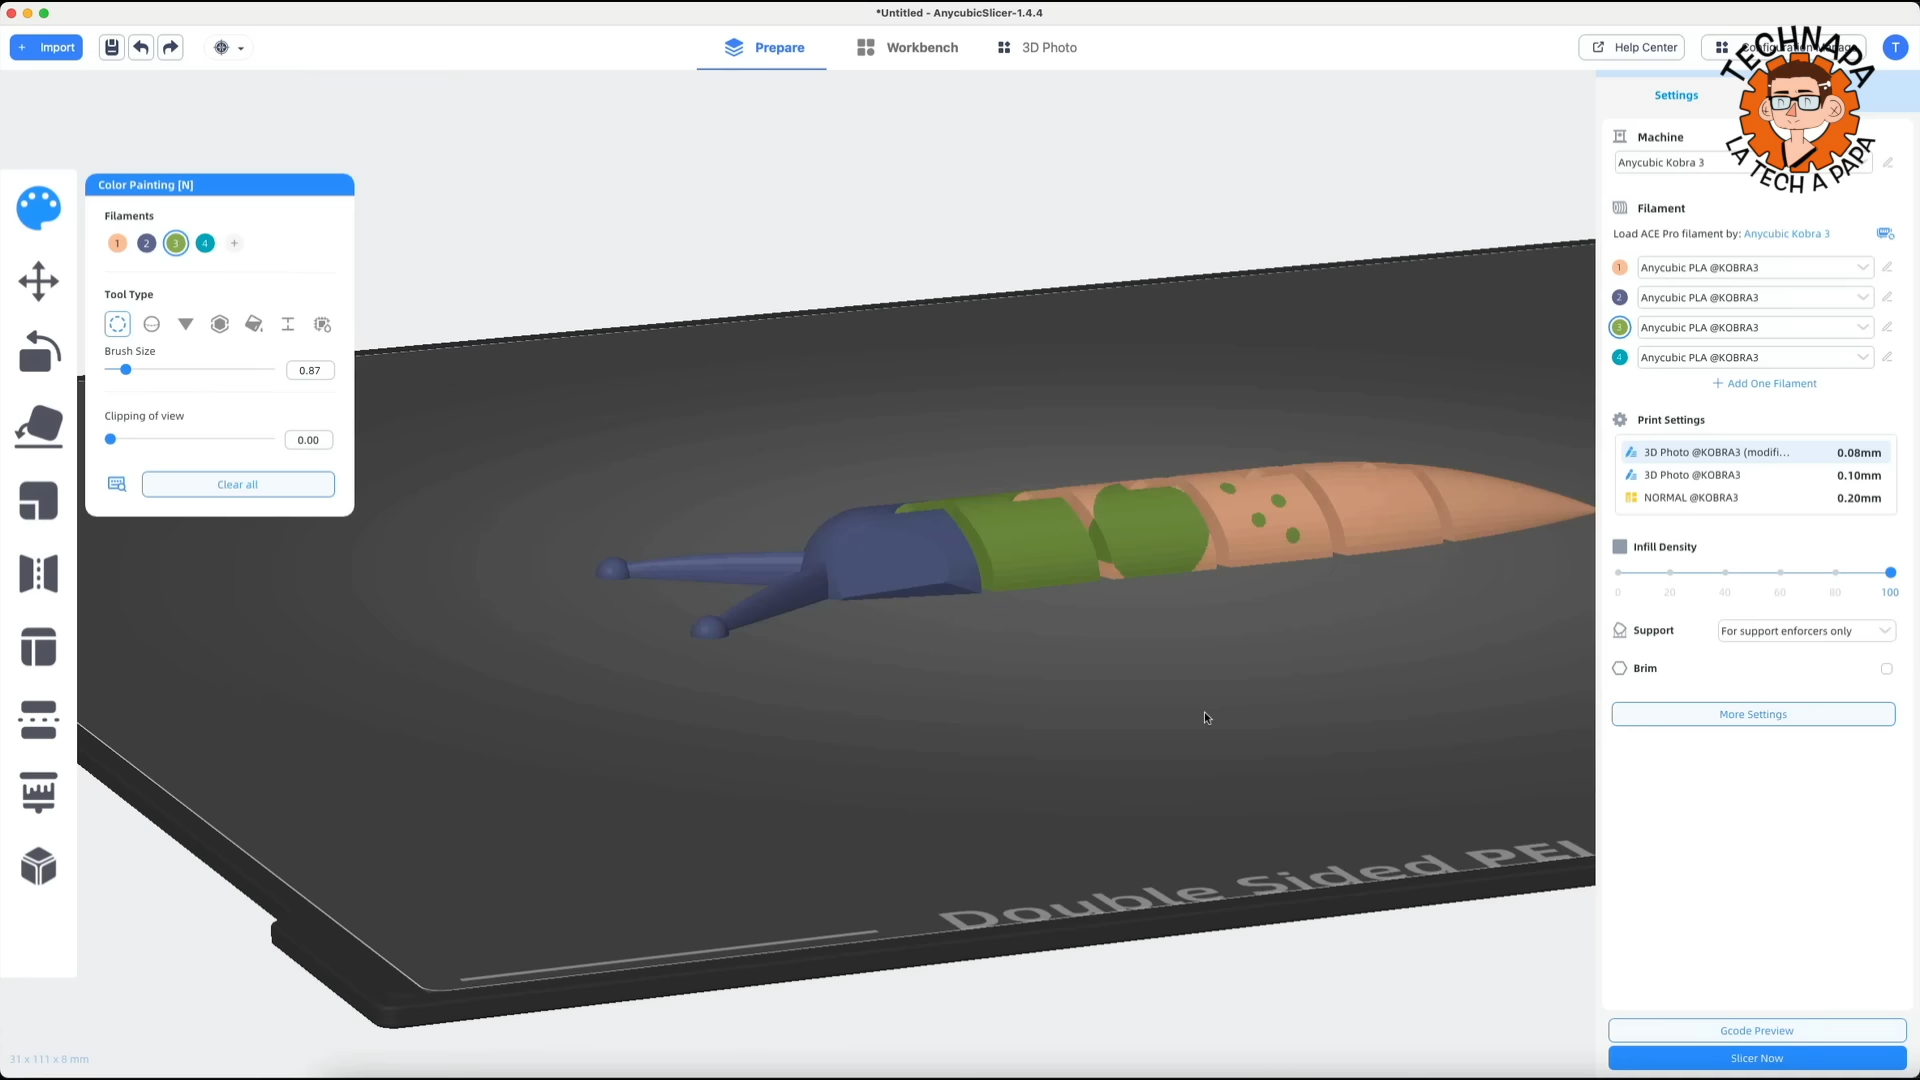 *Untitled - AnycubicSlicer-1.4.4
+ Import
Prepare
Workbench
3D Photo
Help Center
T
TECHNAPA
LA TECH A PAPA
Settings
Machine
Anycubic Kobra 3
Filament
Load ACE Pro filament by: Anycubic Kobra 3
1 Anycubic PLA @KOBRA3
2 Anycubic PLA @KOBRA3
3 Anycubic PLA @KOBRA3
4 Anycubic PLA @KOBRA3
+ Add One Filament
Print Settings
3D Photo @KOBRA3 (modifi... 0.08mm
3D Photo @KOBRA3 0.10mm
NORMAL @KOBRA3 0.20mm
Infill Density
0 20 40 60 80 100
Support For support enforcers only
Brim
More Settings
Gcode Preview
Slicer Now
Color Painting [N]
Filaments
1 2 3 4 +
Tool Type
Brush Size
0.87
Clipping of view
0.00
Clear all
Double Sided PEI
31 x 111 x 8 mm